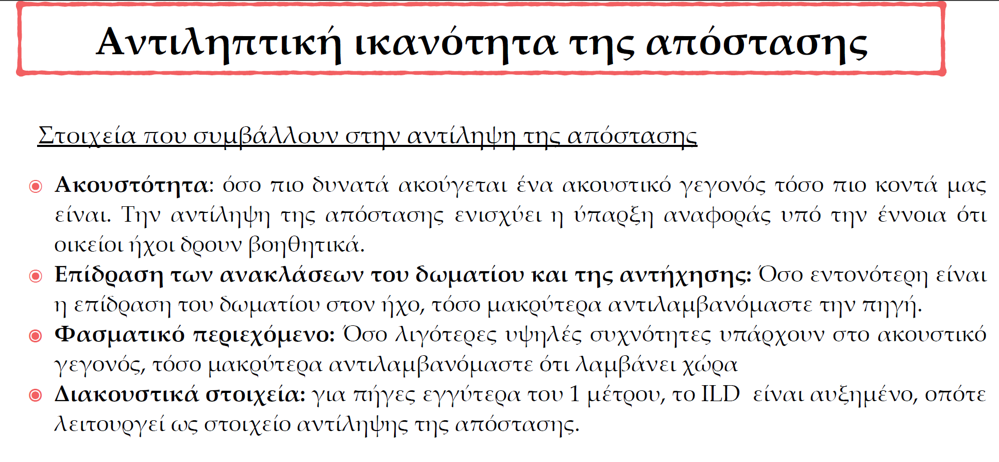 Αντιληπτική ικανότητα της απόστασης
Στοιχεία που συμβάλλουν στην αντίληψη της απόστασης
Ακουστότητα: όσο πιο δυνατά ακούγεται ένα ακουστικό γεγονός τόσο πιο κοντά μας
είναι. Την αντίληψη της απόστασης ενισχύει η ύπαρξη αναφοράς υπό την έννοια ότι
οικείοι ήχοι δρουν βοηθητικά.
Επίδραση των ανακλάσεων του δωματίου και της αντήχησης: Όσο εντονότερη είναι
η επίδραση του δωματίου στον ήχο, τόσο μακρύτερα αντιλαμβανόμαστε την πηγή.
Φασματικό περιεχόμενο: Όσο λιγότερες υψηλές συχνότητες υπάρχουν στο ακουστικό
γεγονός, τόσο μακρύτερα αντιλαμβανόμαστε ότι λαμβάνει χώρα
Διακουστικά στοιχεία: για πήγες εγγύτερα του 1 μέτρου, το ILD είναι αυξημένο, οπότε
λειτουργεί ως στοιχείο αντίληψης της απόστασης.